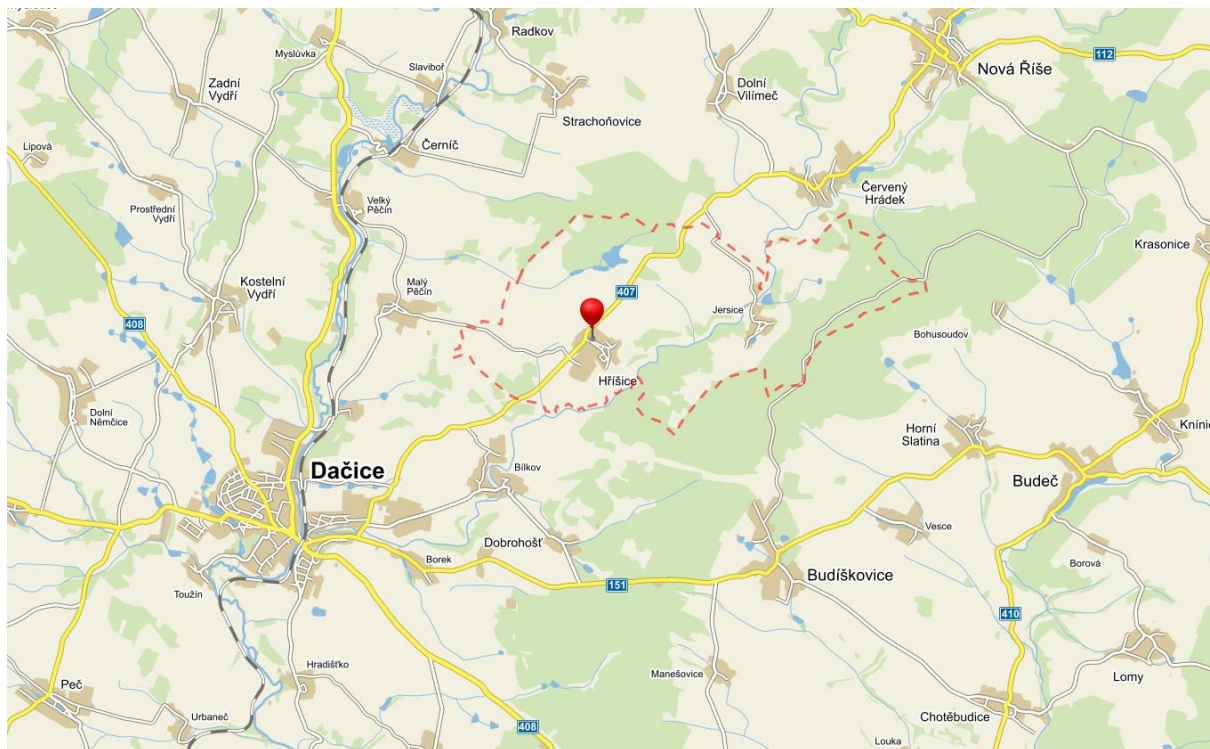 Radkov
Myslůvka
Slaviboř
112
Nová Říše
Zadní
Vydří
Dolní
Vilímeč
Strachoňovice
Lipová
Černíč
Červený
Hrádek
Prostřední
Vydří
Velký
Pěčín
Krasonice
Kostelní
Vydří
Malý
Pěčín
407
Jersice
408
Bohusoudov
Hříšice
Dolní
Němčice
Horní
Slatina
Knínic
Dačice
Bílkov
Budeč
Vesce
Dobrohošť
Borek
Borová
Budíškovice
151
Toužín
410
Hradišťko
Manešovice
Peč
Lomy
Urbaneč
408
Chotěbudice
Louka